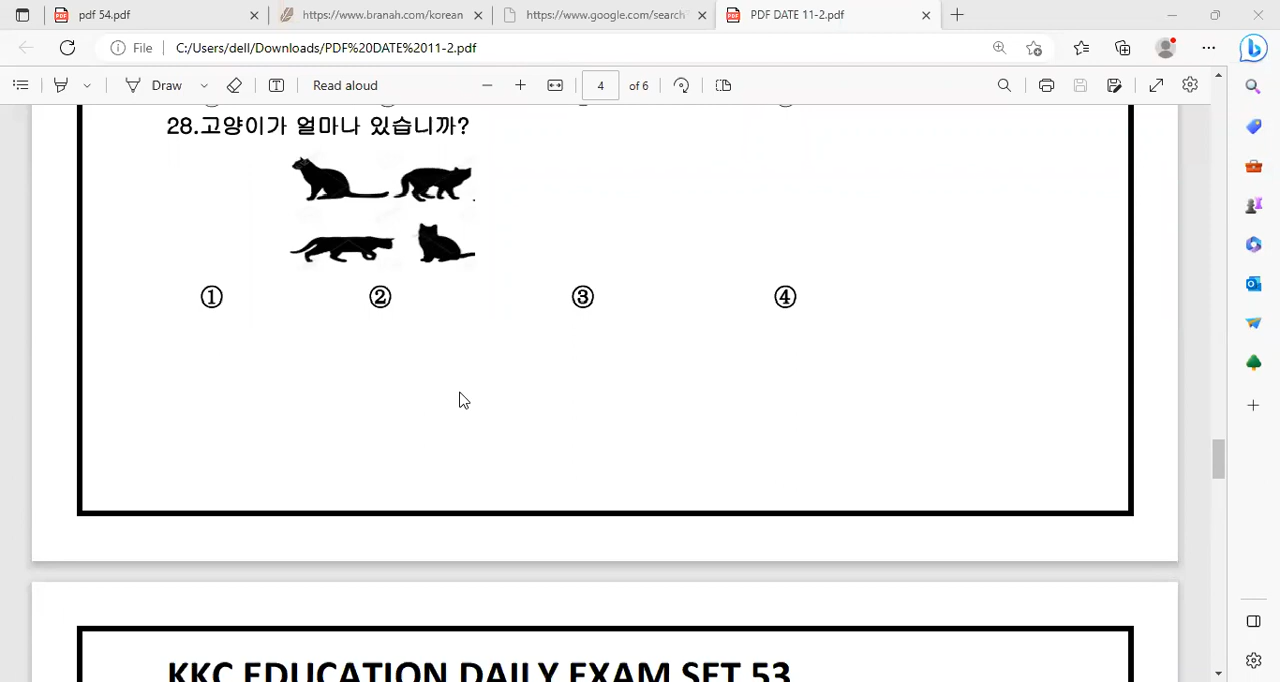 pdf 54.pdf
https://www.branah.com/korean
https://www.google.com/search?
PDF DATE 11-2.pdf
File
C:/Users/dell/Downloads/PDF%20DATE%2011-2.pdf
Draw
Read aloud
4
of 6
28.고양이가 얼마나 있습니까?
① ② ③ ④
KKC EDUCATION DAILY EXAM SET 53